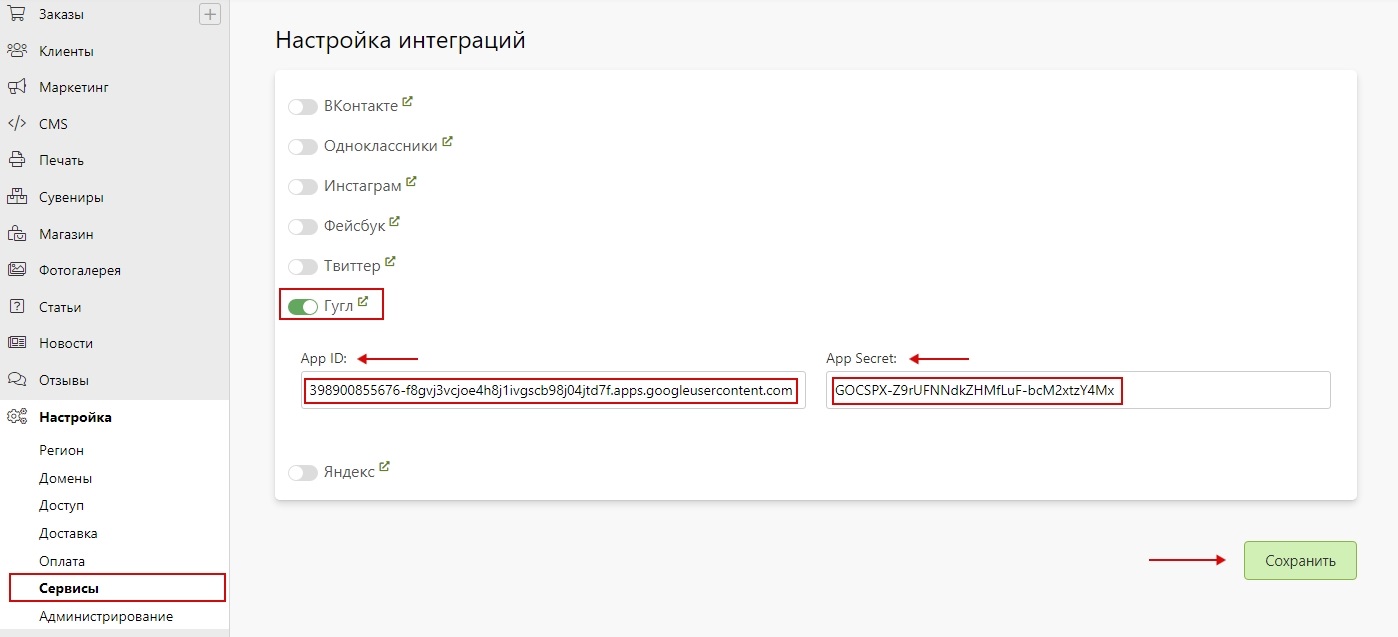 Заказы
Клиенты
Маркетинг
CMS
Печать
Сувениры
Магазин
Фотогалерея
Статьи
Новости
Отзывы
Настройка
Регион
Домены
Доступ
Доставка
Оплата
Сервисы
Администрирование
Настройка интеграций
ВКонтакте
Одноклассники
Инстаграм
Фейсбук
Твиттер
Гугл
App ID:
398900855676-f8gvj3vcjoe4h8j1ivgscb98j04jtd7f.apps.googleusercontent.com
App Secret:
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
Яндекс
Сохранить